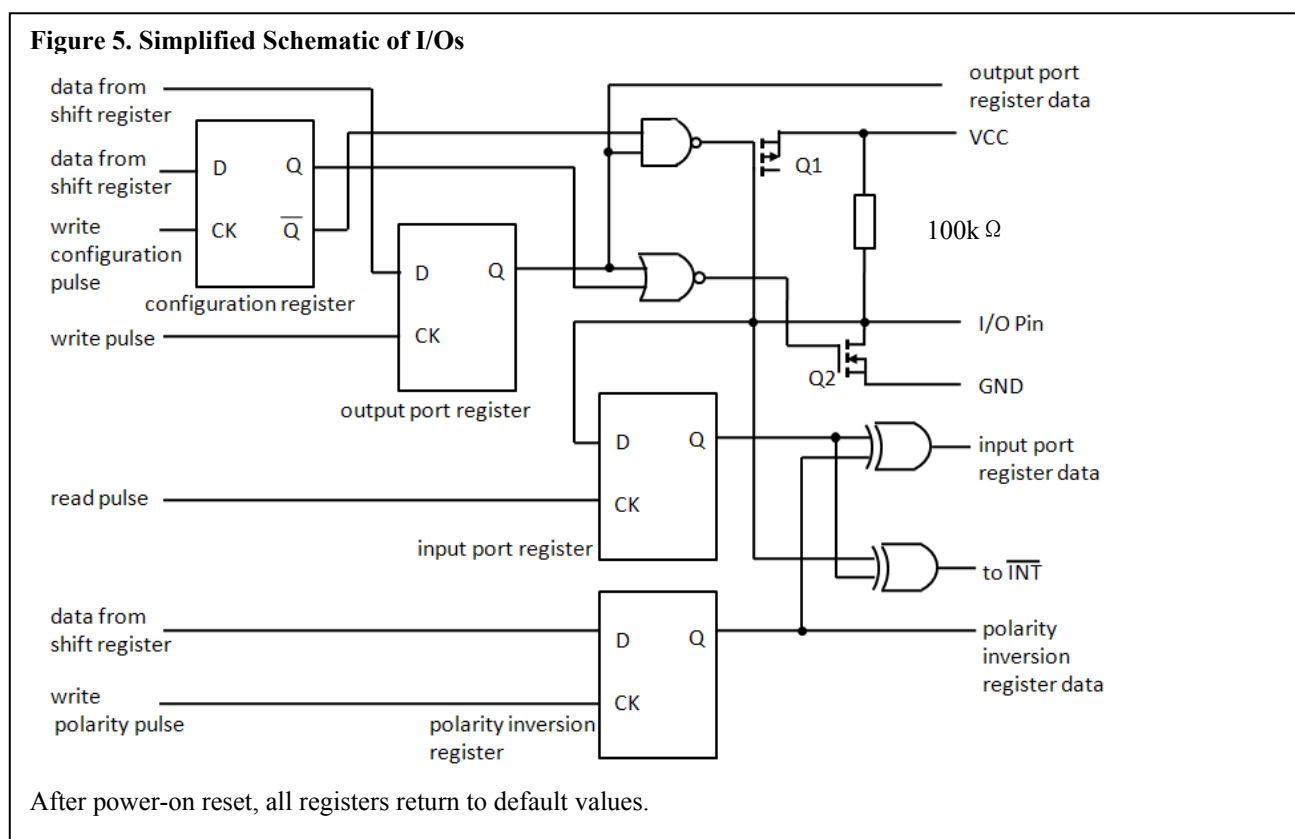 Figure 5. Simplified Schematic of I/Os
data from
shift register
output port
register data
VCC
Q1
data from
shift register
D
Q
write
configuration
pulse
CK
Q̅
configuration register
100k Ω
D
Q
write pulse
CK
output port register
I/O Pin
Q2
GND
D
Q
input port
register data
read pulse
CK
input port register
to I̅N̅T̅
data from
shift register
D
Q
polarity
inversion
register data
write
polarity pulse
CK
polarity inversion
register
After power-on reset, all registers return to default values.